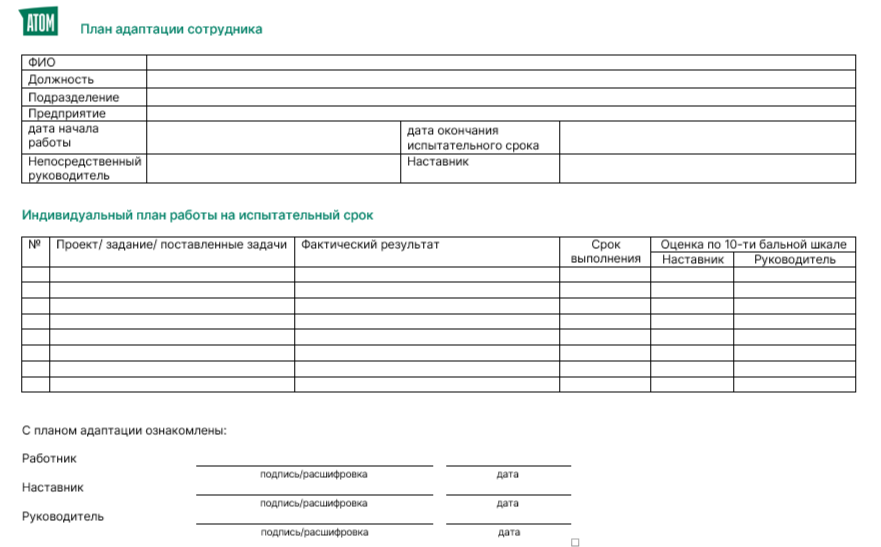 АТОМ
План адаптации сотрудника
ФИО
Должность
Подразделение
Предприятие
дата начала
работы
дата окончания
испытательного срока
Непосредственный
руководитель
Наставник
Индивидуальный план работы на испытательный срок
№
Проект/ задание/ поставленные задачи
Фактический результат
Срок
выполнения
Оценка по 10-ти бальной шкале
Наставник
Руководитель
С планом адаптации ознакомлены:
Работник
подпись/расшифровка
дата
Наставник
подпись/расшифровка
дата
Руководитель
подпись/расшифровка
дата